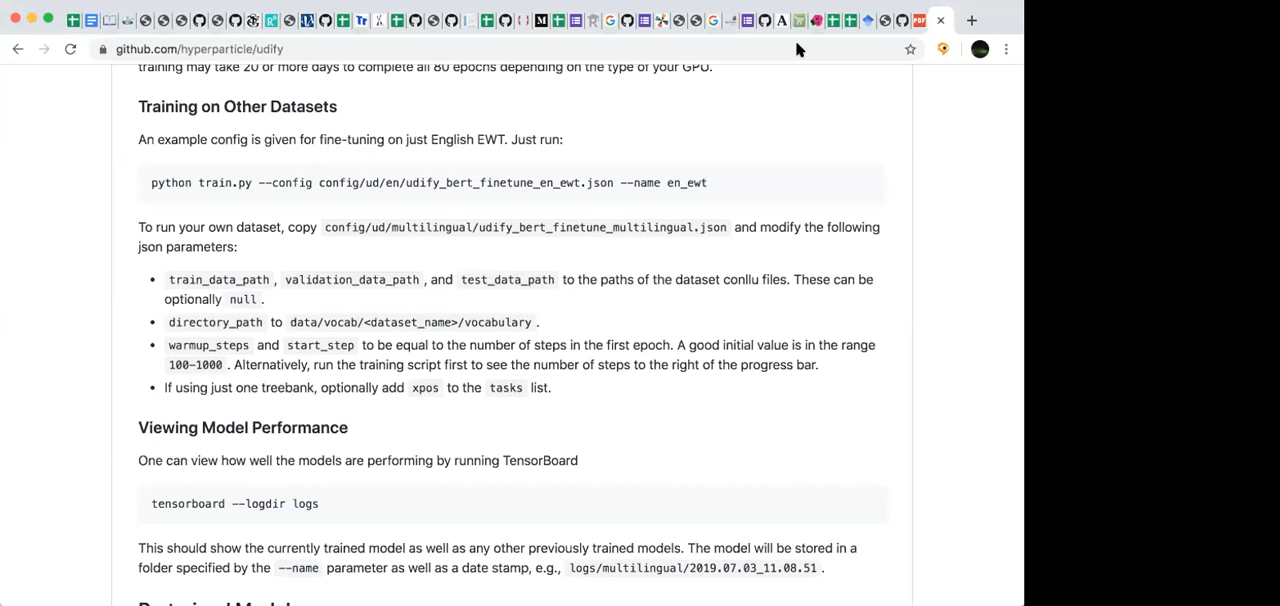 github.com/hyperparticle/udify
training may take 20 or more days to complete all 80 epochs depending on the type of your GPU.
Training on Other Datasets
An example config is given for fine-tuning on just English EWT. Just run:
python train.py --config config/ud/en/udify_bert_finetune_en_ewt.json --name en_ewt
To run your own dataset, copy config/ud/multilingual/udify_bert_finetune_multilingual.json and modify the following
json parameters:
• train_data_path , validation_data_path , and test_data_path to the paths of the dataset conllu files. These can be
optionally null .
• directory_path to data/vocab/<dataset_name>/vocabulary .
• warmup_steps and start_step to be equal to the number of steps in the first epoch. A good initial value is in the range
100-1000 . Alternatively, run the training script first to see the number of steps to the right of the progress bar.
• If using just one treebank, optionally add xpos to the tasks list.
Viewing Model Performance
One can view how well the models are performing by running TensorBoard
tensorboard --logdir logs
This should show the currently trained model as well as any other previously trained models. The model will be stored in a
folder specified by the --name parameter as well as a date stamp, e.g., logs/multilingual/2019.07.03_11.08.51 .